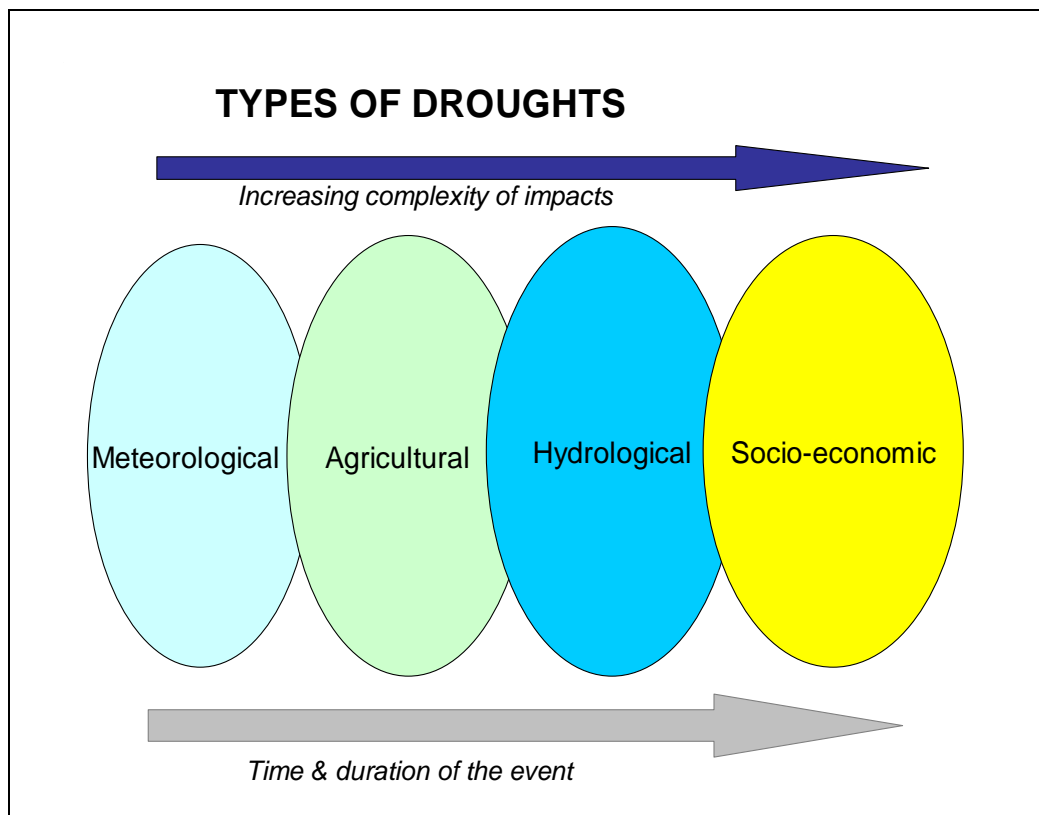 TYPES OF DROUGHTS
Increasing complexity of impacts
Meteorological
Agricultural
Hydrological
Socio-economic
Time & duration of the event